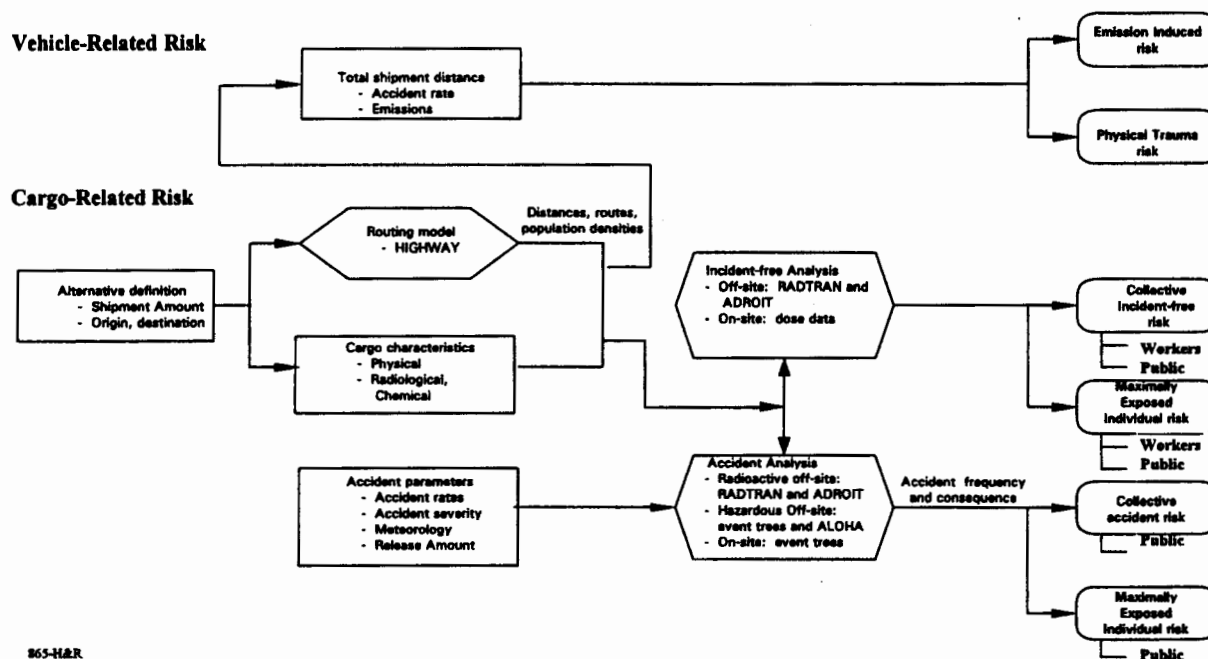 Vehicle-Related Risk
Total shipment distance
- Accident rate
- Emissions
Emission Induced
risk
Physical Trauma
risk
Cargo-Related Risk
Alternative definition
- Shipment Amount
- Origin, destination
Routing model
- HIGHWAY
Distances, routes,
population densities
Cargo characteristics
- Physical
- Radiological,
Chemical
Incident-free Analysis
- Off-site: RADTRAN and
ADROIT
- On-site: dose data
Collective
incident-free
risk
Workers
Public
Maximally
Exposed
individual risk
Workers
Public
Accident parameters
- Accident rates
- Accident severity
- Meteorology
- Release Amount
Accident Analysis
- Radioactive off-site:
RADTRAN and ADROIT
- Hazardous Off-site:
event trees and ALOHA
- On-site: event trees
Accident frequency
and consequence
Collective
accident risk
Public
Maximally
Exposed
Individual risk
Public
865-H&R